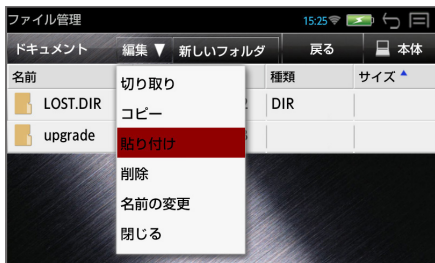 ファイル管理 15:25
ドキュメント 編集 ▼ 新しいフォルダ 戻る 本体
名前 種類 サイズ
切り取り
LOST.DIR DIR
コピー
upgrade
貼り付け
削除
名前の変更
閉じる